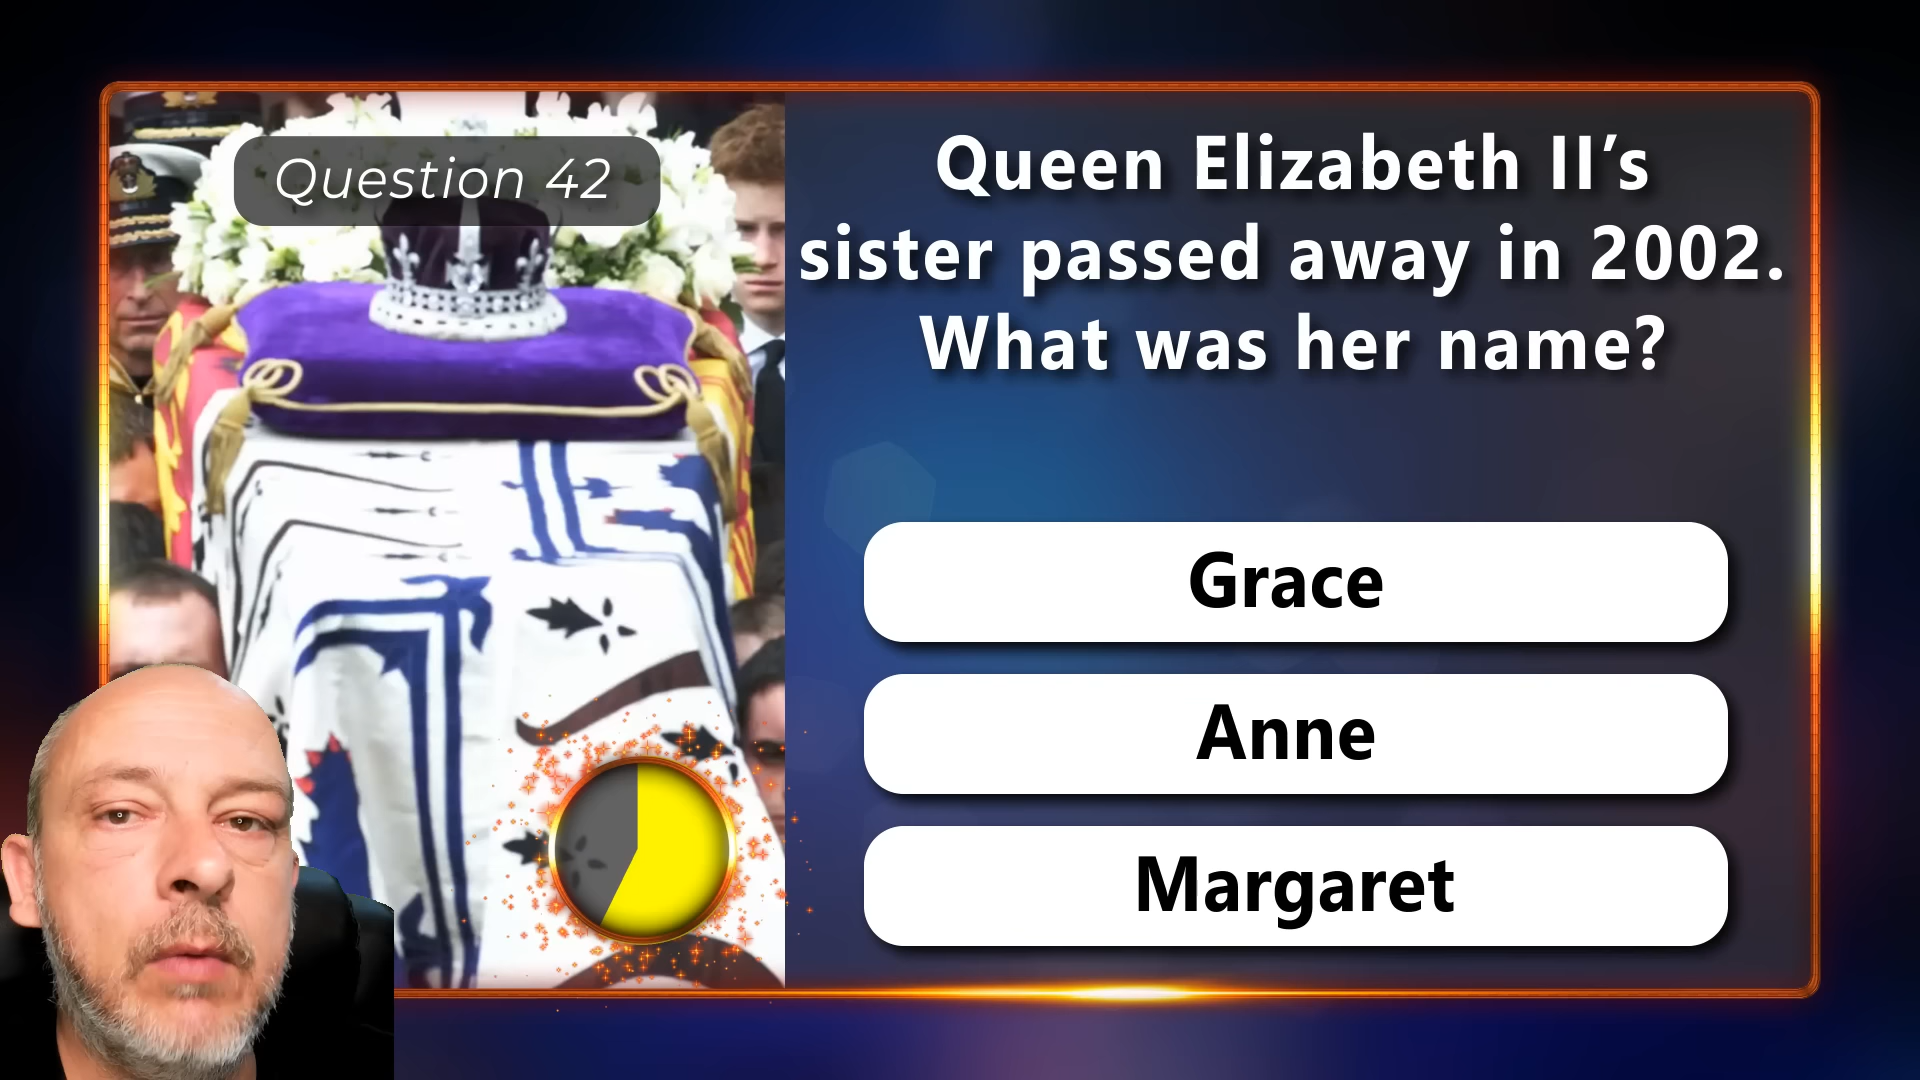 Question 42
Queen Elizabeth II’s
sister passed away in 2002.
What was her name?
Grace
Anne
Margaret